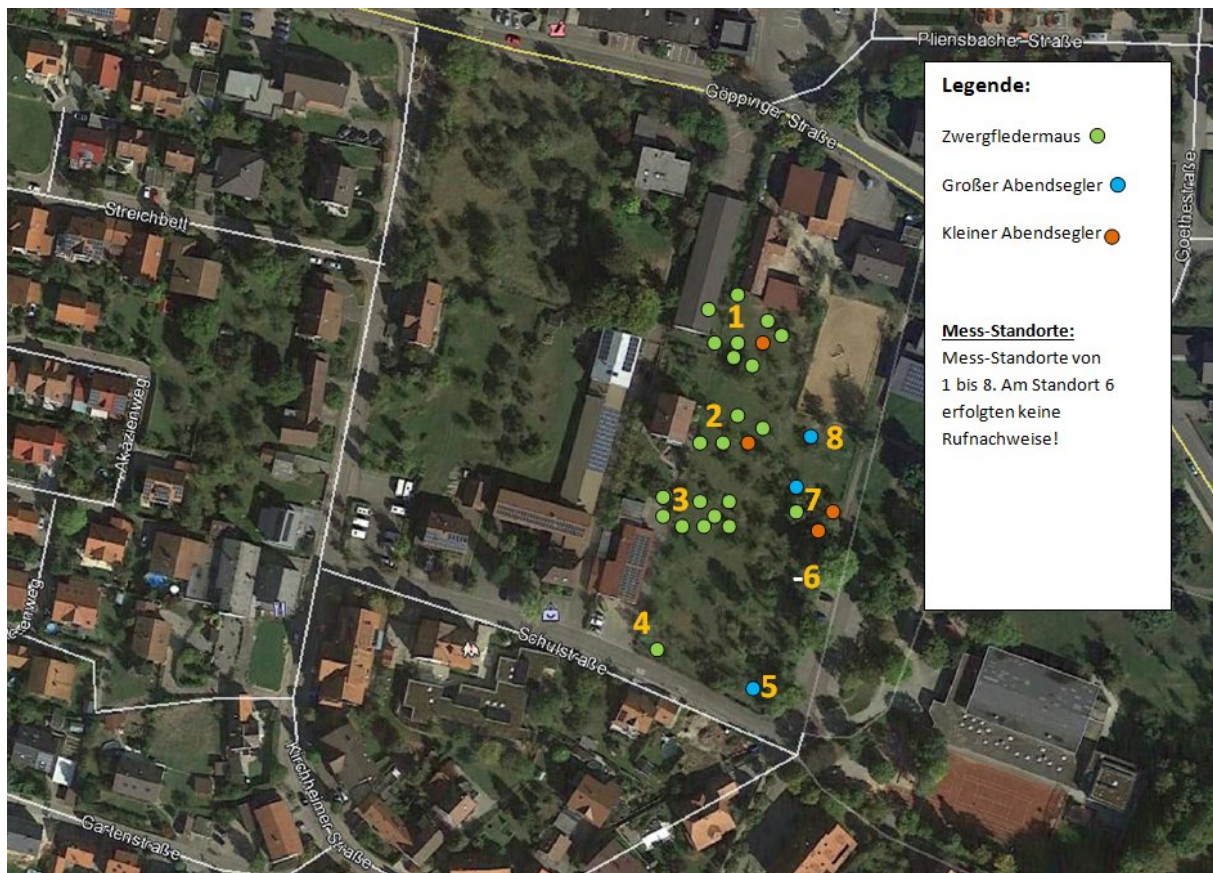 Pliensbacher Straße
Göppinger Straße
Goethestraße
Legende:
Zwergfledermaus
Großer Abendsegler
Kleiner Abendsegler
Mess-Standorte:
Mess-Standorte von
1 bis 8. Am Standort 6
erfolgten keine
Rufnachweise!
Streichbett
Akazienweg
1
2
8
3
7
-6
4
Schulstraße
5
Kirchheimer Straße
Gartenstraße